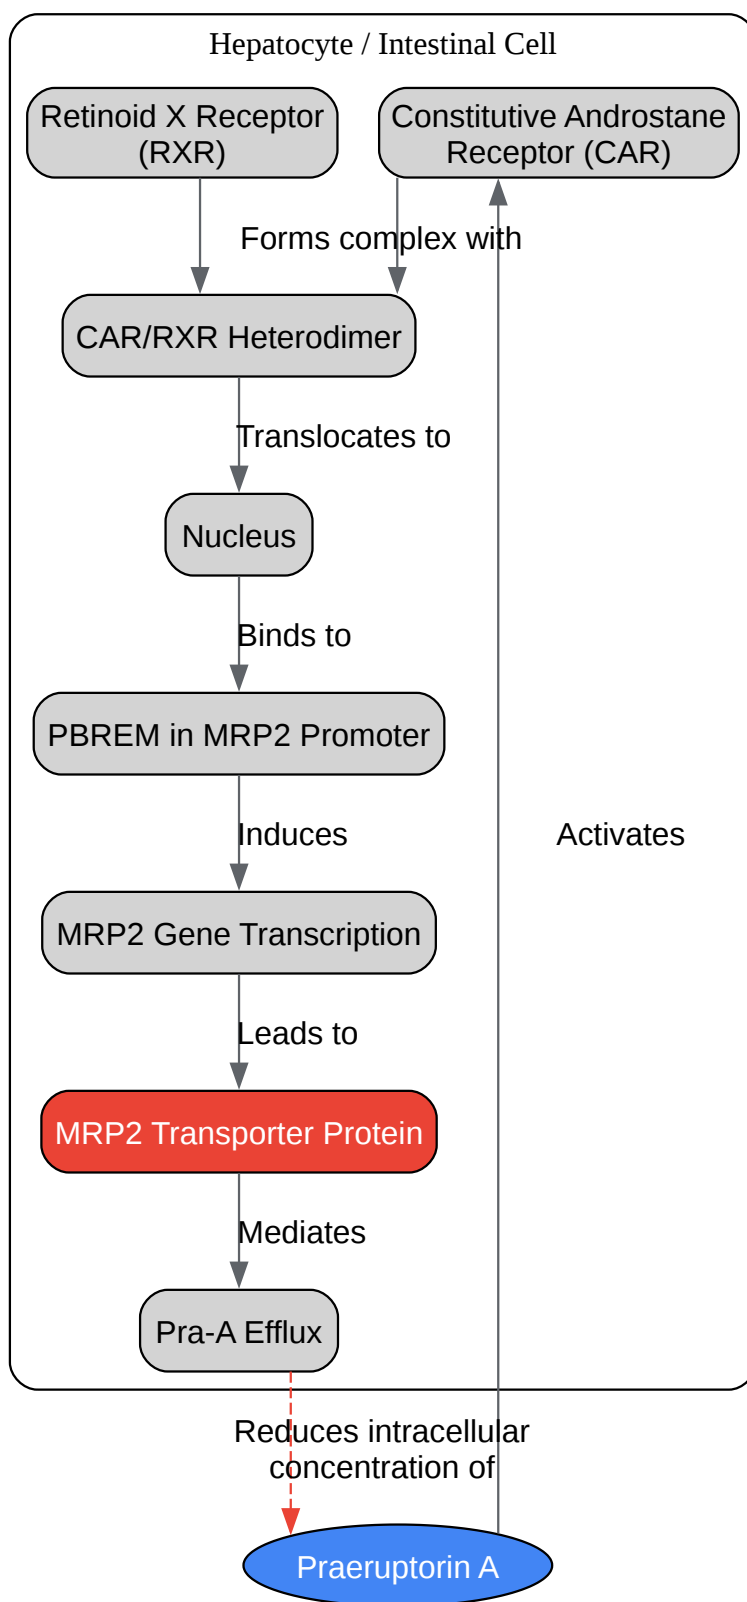 Hepatocyte / Intestinal Cell
Retinoid X Receptor
(RXR)
Constitutive Androstane
Receptor (CAR)
Forms complex with
CAR/RXR Heterodimer
Translocates to
Nucleus
Binds to
PBREM in MRP2 Promoter
Induces
Activates
MRP2 Gene Transcription
Leads to
MRP2 Transporter Protein
Mediates
Pra-A Efflux
Reduces intracellular
concentration of
Praeruptorin A